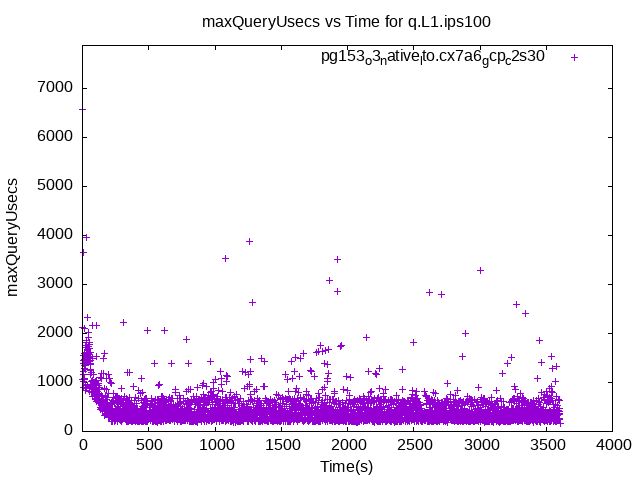 maxQueryUsecs vs Time for q.L1.ips100
pg153_o3_native_lto.cx7a6_gcp_c2s30
7000
6000
5000
4000
3000
2000
1000
0
maxQueryUsecs
0 500 1000 1500 2000 2500 3000 3500 4000
Time(s)